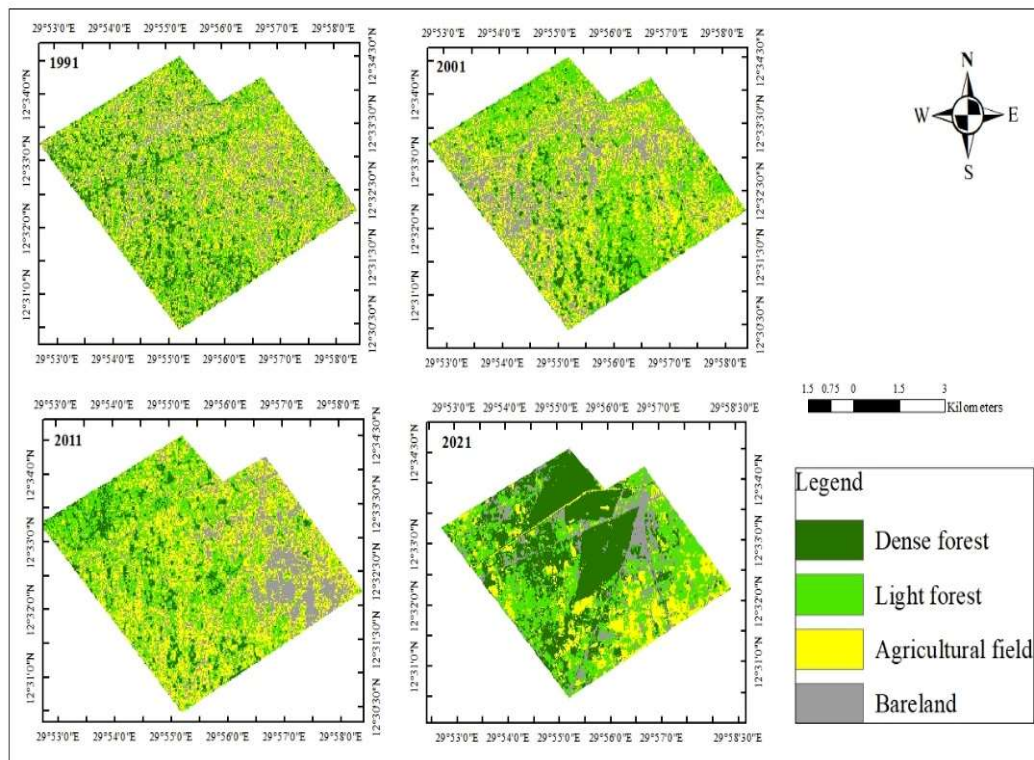 29°53'0"E 29°54'0"E 29°55'0"E 29°56'0"E 29°57'0"E 29°58'0"E
1991
12°34'0"N
12°33'0"N
12°32'0"N
12°31'0"N
12°34'30"N
12°33'30"N
12°32'30"N
12°31'30"N
12°30'30"N
29°53'0"E 29°54'0"E 29°55'0"E 29°56'0"E 29°57'0"E 29°58'0"E
29°53'0"E 29°54'0"E 29°55'0"E 29°56'0"E 29°57'0"E 29°58'0"E
2001
12°34'0"N
12°33'0"N
12°32'0"N
12°31'0"N
12°34'30"N
12°33'30"N
12°32'30"N
12°31'30"N
12°30'30"N
29°53'0"E 29°54'0"E 29°55'0"E 29°56'0"E 29°57'0"E 29°58'0"E
N
W E
S
29°53'0"E 29°54'0"E 29°55'0"E 29°56'0"E 29°57'0"E 29°58'0"E
2011
12°34'0"N
12°33'0"N
12°32'0"N
12°31'0"N
12°34'30"N
12°33'30"N
12°32'30"N
12°31'30"N
12°30'30"N
29°53'0"E 29°54'0"E 29°55'0"E 29°56'0"E 29°57'0"E 29°58'0"E
29°53'0"E 29°54'0"E 29°55'0"E 29°56'0"E 29°57'0"E 29°58'30"E
2021
12°34'30"N
12°33'30"N
12°32'30"N
12°31'30"N
12°30'30"N
12°34'0"N
12°33'0"N
12°32'0"N
12°31'0"N
29°53'0"E 29°54'0"E 29°55'0"E 29°56'0"E 29°57'0"E 29°58'30"E
1.5 0.75 0 1.5 3
Kilometers
Legend
Dense forest
Light forest
Agricultural field
Bareland